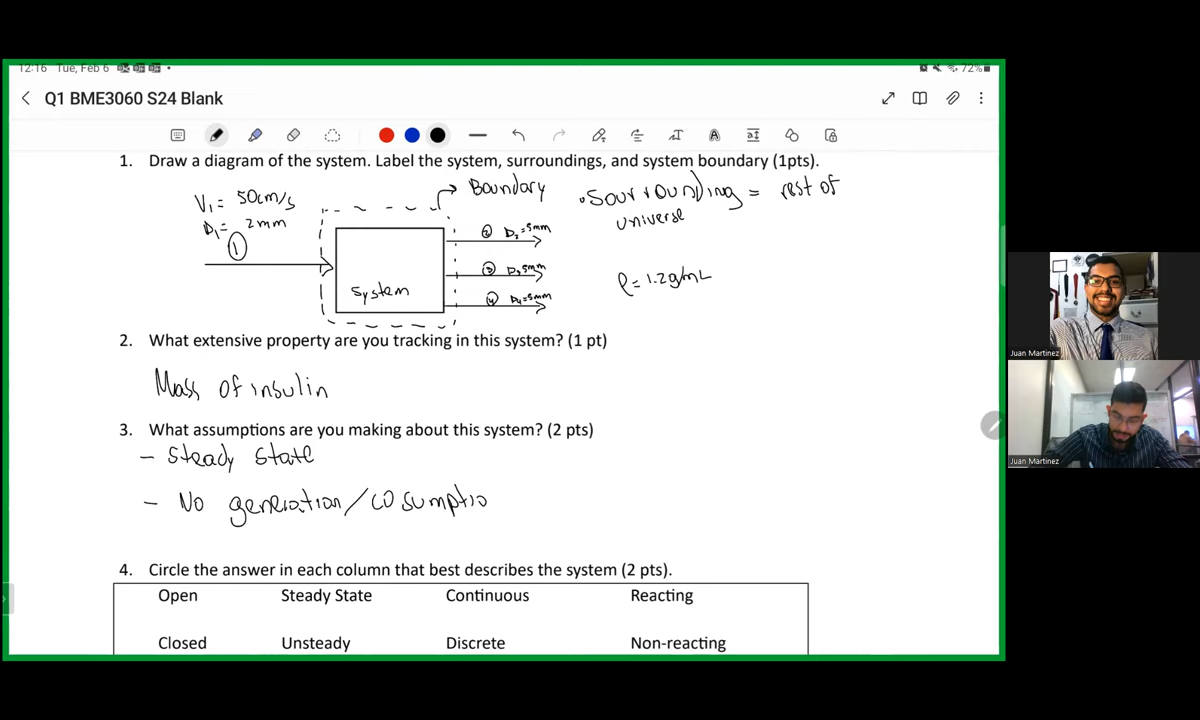 12:16 Tue, Feb 6
72%
Q1 BME3060 S24 Blank
1. Draw a diagram of the system. Label the system, surroundings, and system boundary (1pts).
V1 = 50cm/s
D1 = 2mm
1
Boundary
system
2 D2=5mm
3 D3 5mm
4 D4=5mm
. Sourrounding = rest of
universe
ρ = 1.2g/mL
2. What extensive property are you tracking in this system? (1 pt)
Mass of insulin
3. What assumptions are you making about this system? (2 pts)
- Steady state
- No generation/cosumptio
4. Circle the answer in each column that best describes the system (2 pts).
Open Steady State Continuous Reacting
Closed Unsteady Discrete Non-reacting
Juan Martinez
Juan Martinez